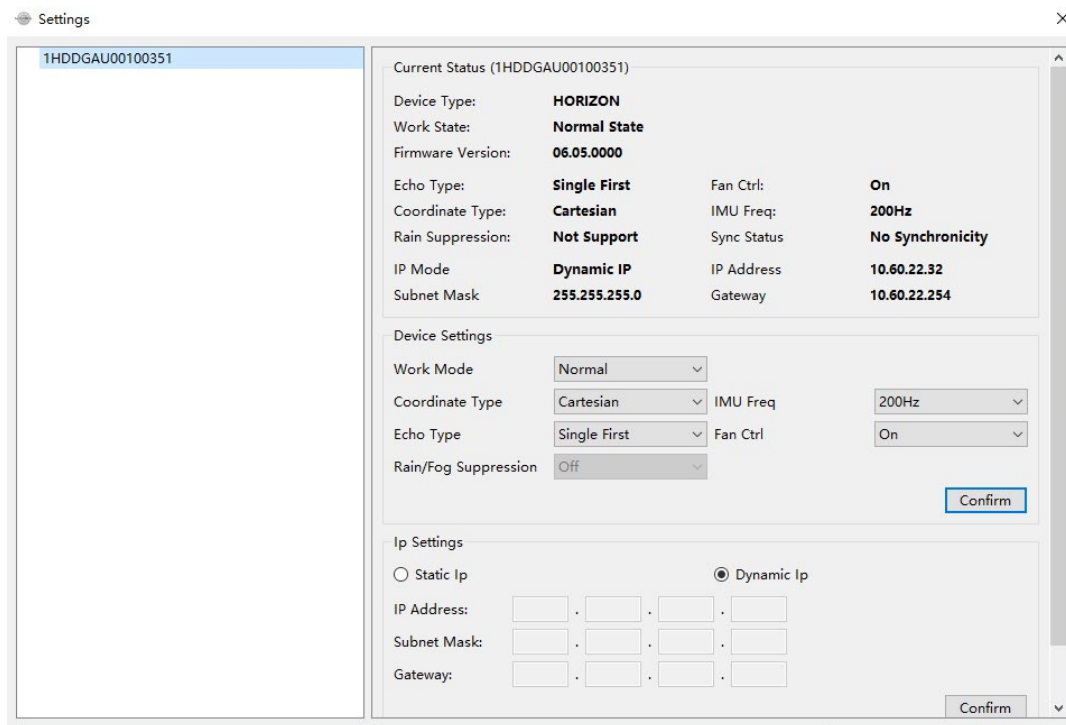 Settings
1HDDGAU00100351
Current Status (1HDDGAU00100351)
Device Type: HORIZON
Work State: Normal State
Firmware Version: 06.05.0000
Echo Type: Single First Fan Ctrl: On
Coordinate Type: Cartesian IMU Freq: 200Hz
Rain Suppression: Not Support Sync Status No Synchronicity
IP Mode Dynamic IP IP Address 10.60.22.32
Subnet Mask 255.255.255.0 Gateway 10.60.22.254
Device Settings
Work Mode Normal
Coordinate Type Cartesian IMU Freq 200Hz
Echo Type Single First Fan Ctrl On
Rain/Fog Suppression Off
Confirm
Ip Settings
Static Ip Dynamic Ip
IP Address: . . .
Subnet Mask: . . .
Gateway: . . .
Confirm